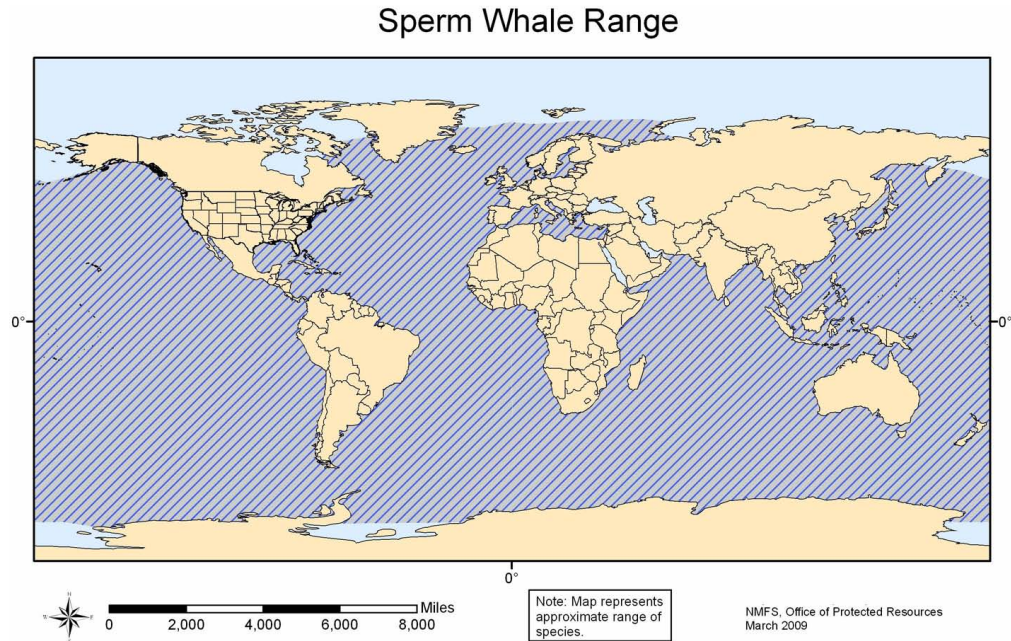 Sperm Whale Range
0°
0°
0°
Miles
0 2,000 4,000 6,000 8,000
Note: Map represents
approximate range of
species.
NMFS, Office of Protected Resources
March 2009